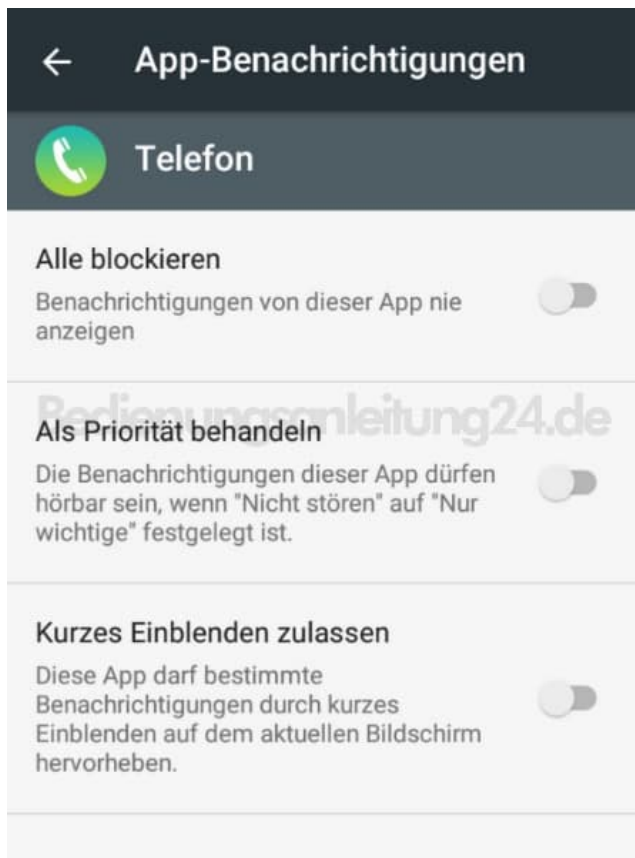 App-Benachrichtigungen
Telefon
Alle blockieren
Benachrichtigungen von dieser App nie
anzeigen
Bedienungsanleitung24.de
Als Priorität behandeln
Die Benachrichtigungen dieser App dürfen
hörbar sein, wenn "Nicht stören" auf "Nur
wichtige" festgelegt ist.
Kurzes Einblenden zulassen
Diese App darf bestimmte
Benachrichtigungen durch kurzes
Einblenden auf dem aktuellen Bildschirm
hervorheben.